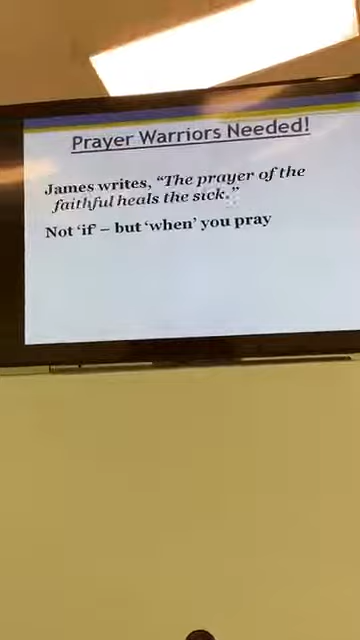 Prayer Warriors Needed!
James writes, “The prayer of the
faithful heals the sick.”
Not ‘if’ – but ‘when’ you pray